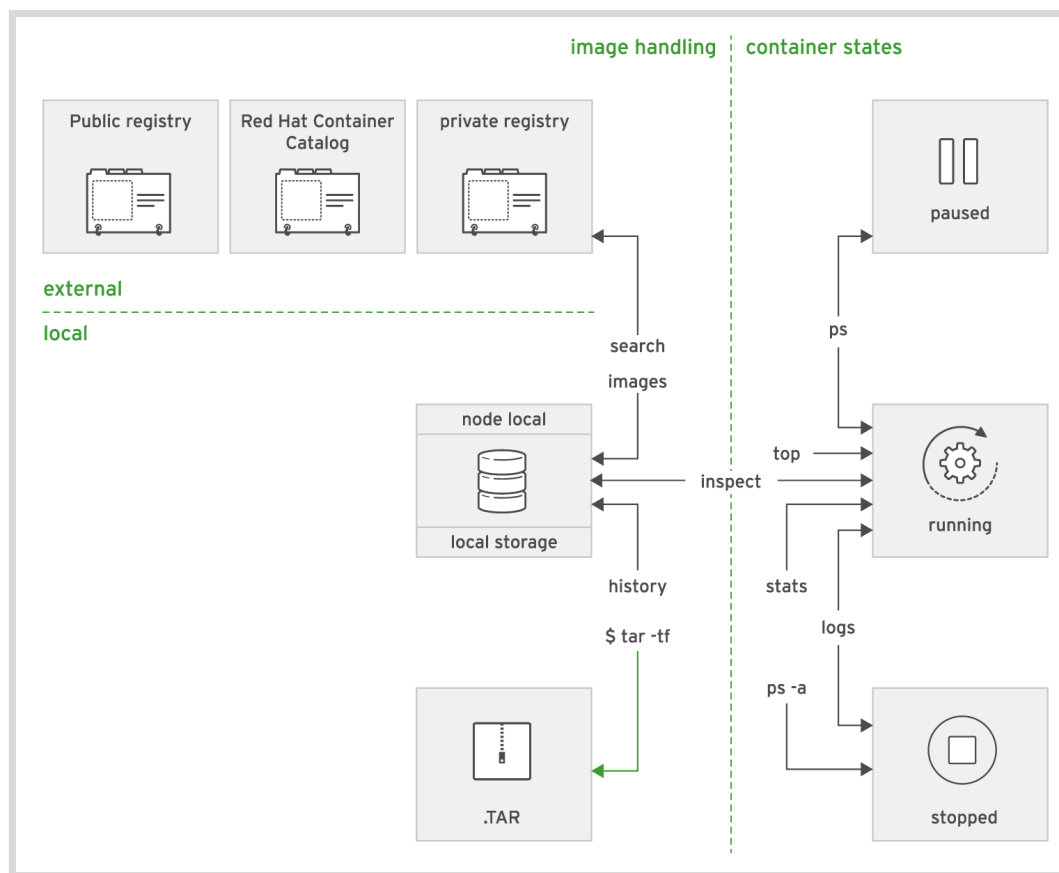 image handling
container states
Public registry
Red Hat Container
Catalog
private registry
paused
external
local
search
images
ps
node local
local storage
top
inspect
running
history
stats
logs
$ tar -tf
ps -a
.TAR
stopped